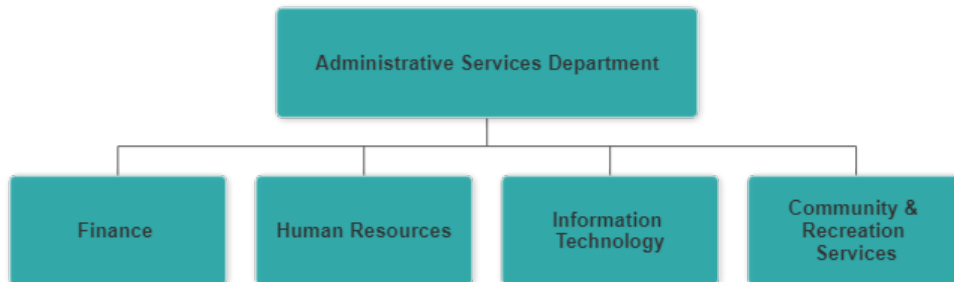 Administrative Services Department
Finance
Human Resources
Information
Technology
Community &
Recreation
Services